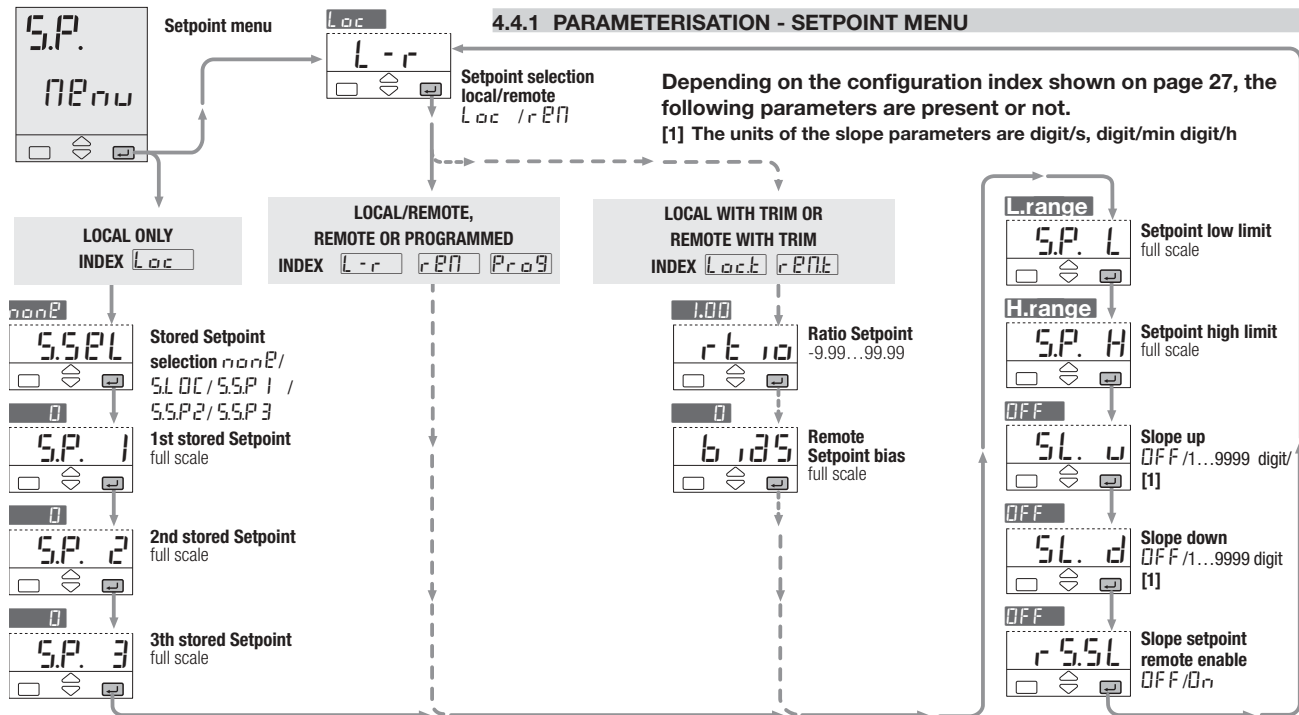 4.4.1 PARAMETERISATION - SETPOINT MENU
S.P.
MEnu
Setpoint menu
Loc
L-r
Setpoint selection
local/remote
Loc /rEM
Depending on the configuration index shown on page 27, the
following parameters are present or not.
[1] The units of the slope parameters are digit/s, digit/min digit/h
LOCAL ONLY
INDEX Loc
LOCAL/REMOTE,
REMOTE OR PROGRAMMED
INDEX L-r rEM Prog
LOCAL WITH TRIM OR
REMOTE WITH TRIM
INDEX Loc.t rEM.t
nonE
S.SEL
Stored Setpoint
selection nonE/
S.LOC/S.S.P 1 /
S.S.P2/S.S.P3
0
S.P. 1
1st stored Setpoint
full scale
0
S.P. 2
2nd stored Setpoint
full scale
0
S.P. 3
3th stored Setpoint
full scale
1.00
rtio
Ratio Setpoint
-9.99...99.99
0
biaS
Remote
Setpoint bias
full scale
L.range
S.P. L
Setpoint low limit
full scale
H.range
S.P. H
Setpoint high limit
full scale
OFF
SL. u
Slope up
OFF/1...9999 digit/
[1]
OFF
SL. d
Slope down
OFF/1...9999 digit
[1]
OFF
rS.SL
Slope setpoint
remote enable
OFF/On